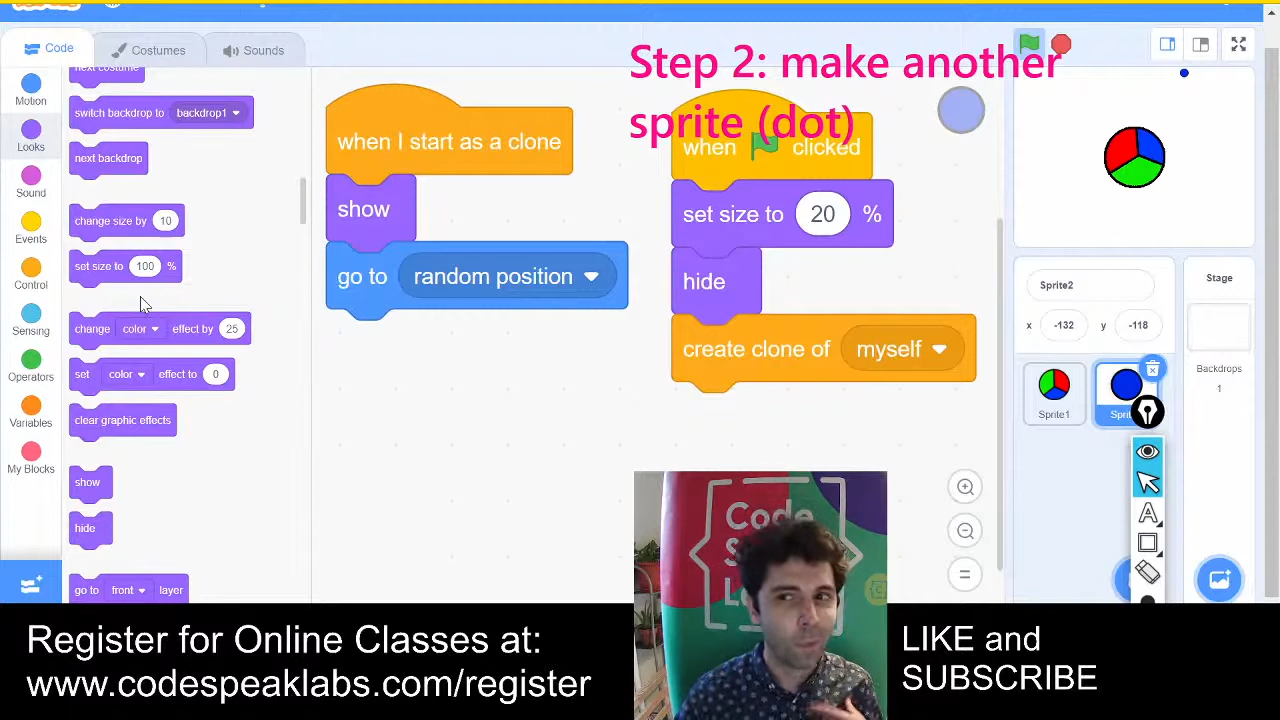 Code
Costumes
Sounds
Step 2: make another
sprite (dot)
Motion
Looks
Sound
Events
Control
Sensing
Operators
Variables
My Blocks
next costume
switch backdrop to backdrop1
next backdrop
change size by 10
set size to 100 %
change color effect by 25
set color effect to 0
clear graphic effects
show
hide
go to front layer
when I start as a clone
show
go to random position
when clicked
set size to 20 %
hide
create clone of myself
Sprite2
x -132 y -118
Sprite1
Stage
Backdrops
1
A
Code
Register for Online Classes at:
www.codespeaklabs.com/register
LIKE and
SUBSCRIBE